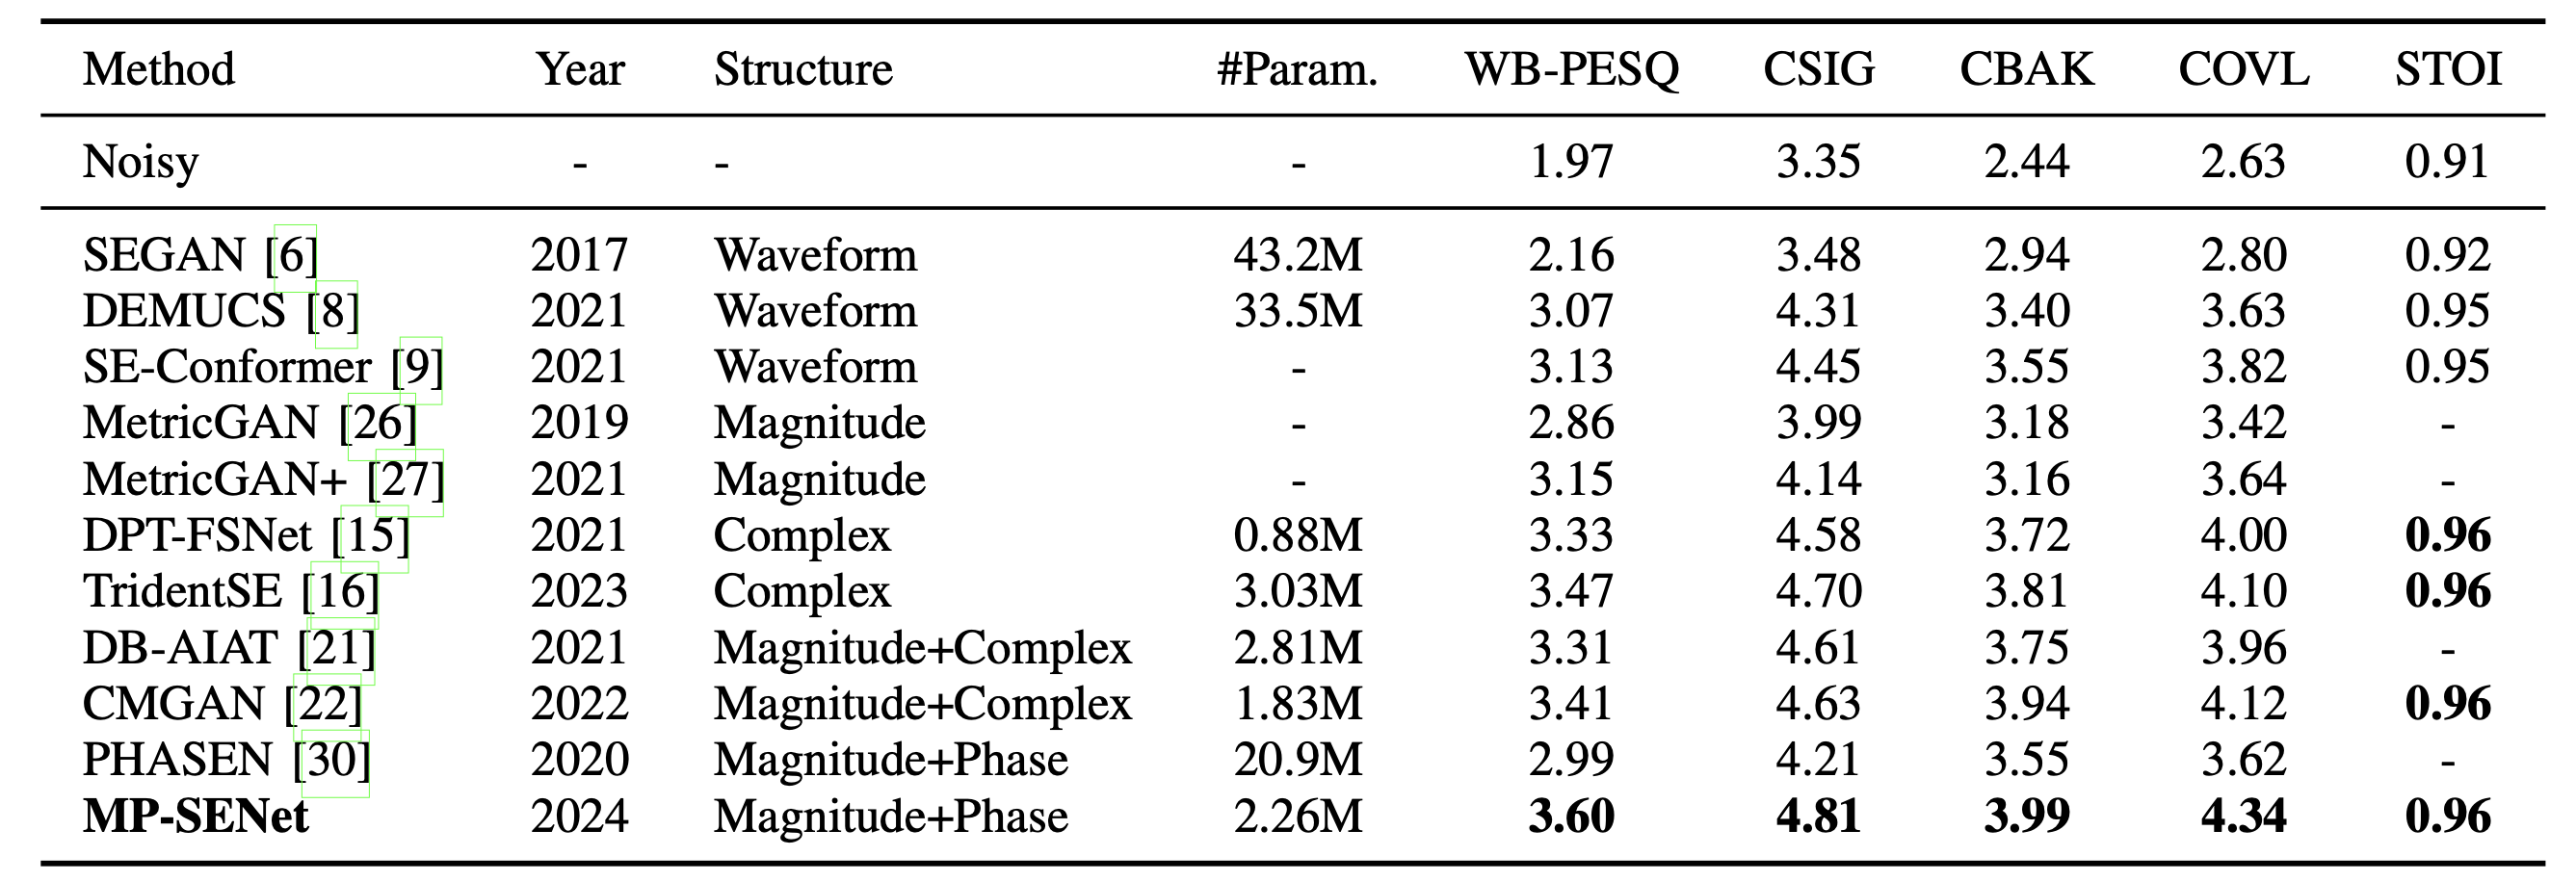 Method Year Structure #Param. WB-PESQ CSIG CBAK COVL STOI
Noisy - - - 1.97 3.35 2.44 2.63 0.91
SEGAN [6] 2017 Waveform 43.2M 2.16 3.48 2.94 2.80 0.92
DEMUCS [8] 2021 Waveform 33.5M 3.07 4.31 3.40 3.63 0.95
SE-Conformer [9] 2021 Waveform - 3.13 4.45 3.55 3.82 0.95
MetricGAN [26] 2019 Magnitude - 2.86 3.99 3.18 3.42 -
MetricGAN+ [27] 2021 Magnitude - 3.15 4.14 3.16 3.64 -
DPT-FSNet [15] 2021 Complex 0.88M 3.33 4.58 3.72 4.00 0.96
TridentSE [16] 2023 Complex 3.03M 3.47 4.70 3.81 4.10 0.96
DB-AIAT [21] 2021 Magnitude+Complex 2.81M 3.31 4.61 3.75 3.96 -
CMGAN [22] 2022 Magnitude+Complex 1.83M 3.41 4.63 3.94 4.12 0.96
PHASEN [30] 2020 Magnitude+Phase 20.9M 2.99 4.21 3.55 3.62 -
MP-SENet 2024 Magnitude+Phase 2.26M 3.60 4.81 3.99 4.34 0.96